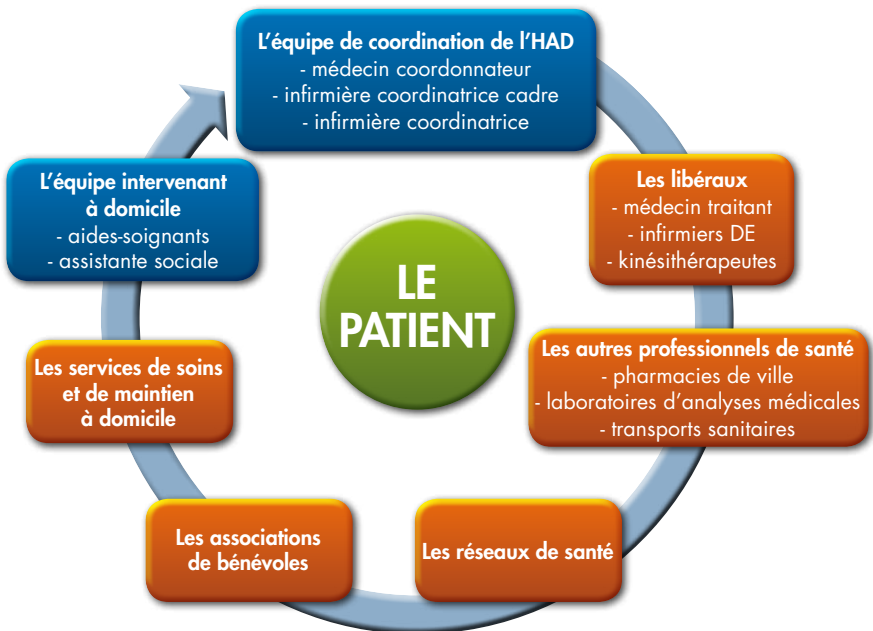 L'équipe de coordination de l'HAD
- médecin coordonnateur
- infirmière coordinatrice cadre
- infirmière coordinatrice
Les libéraux
- médecin traitant
- infirmiers DE
- kinésithérapeutes
Les autres professionnels de santé
- pharmacies de ville
- laboratoires d'analyses médicales
- transports sanitaires
Les réseaux de santé
Les associations
de bénévoles
Les services de soins
et de maintien
à domicile
L'équipe intervenant
à domicile
- aides-soignants
- assistante sociale
LE
PATIENT